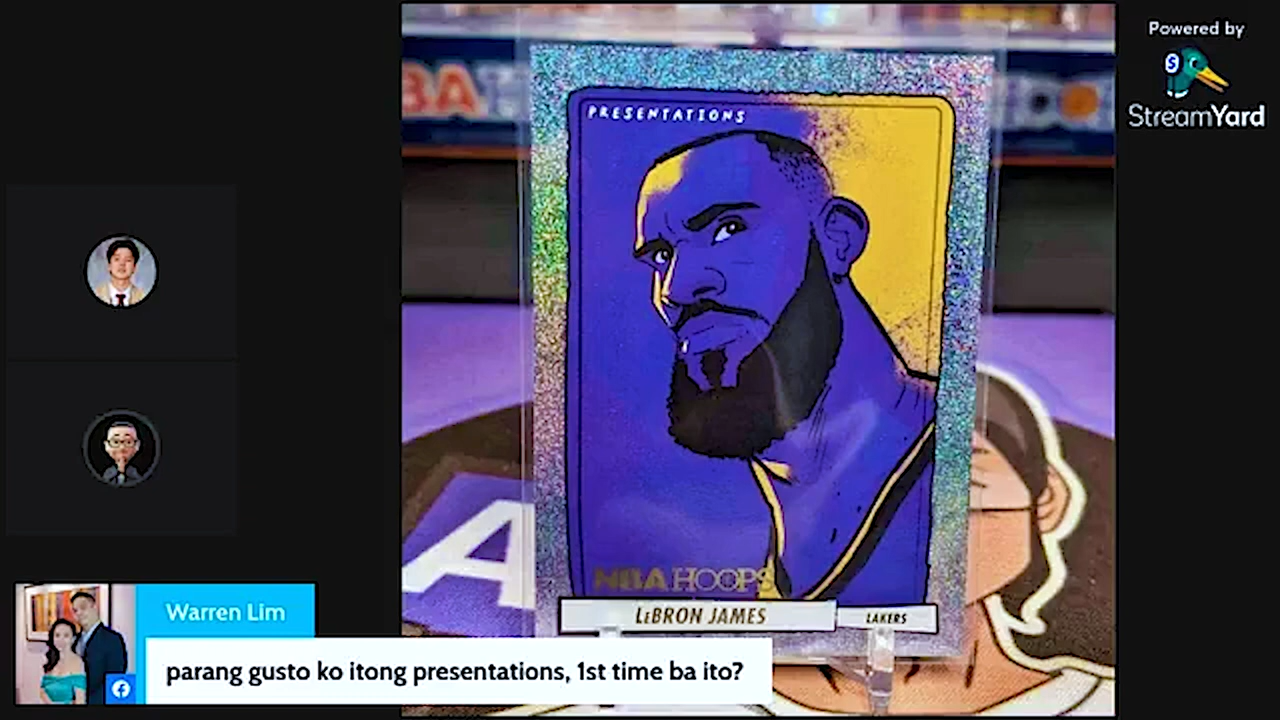 Powered by
StreamYard
PRESENTATIONS
NBA HOOPS
LEBRON JAMES
LAKERS
Warren Lim
parang gusto ko itong presentations, 1st time ba ito?